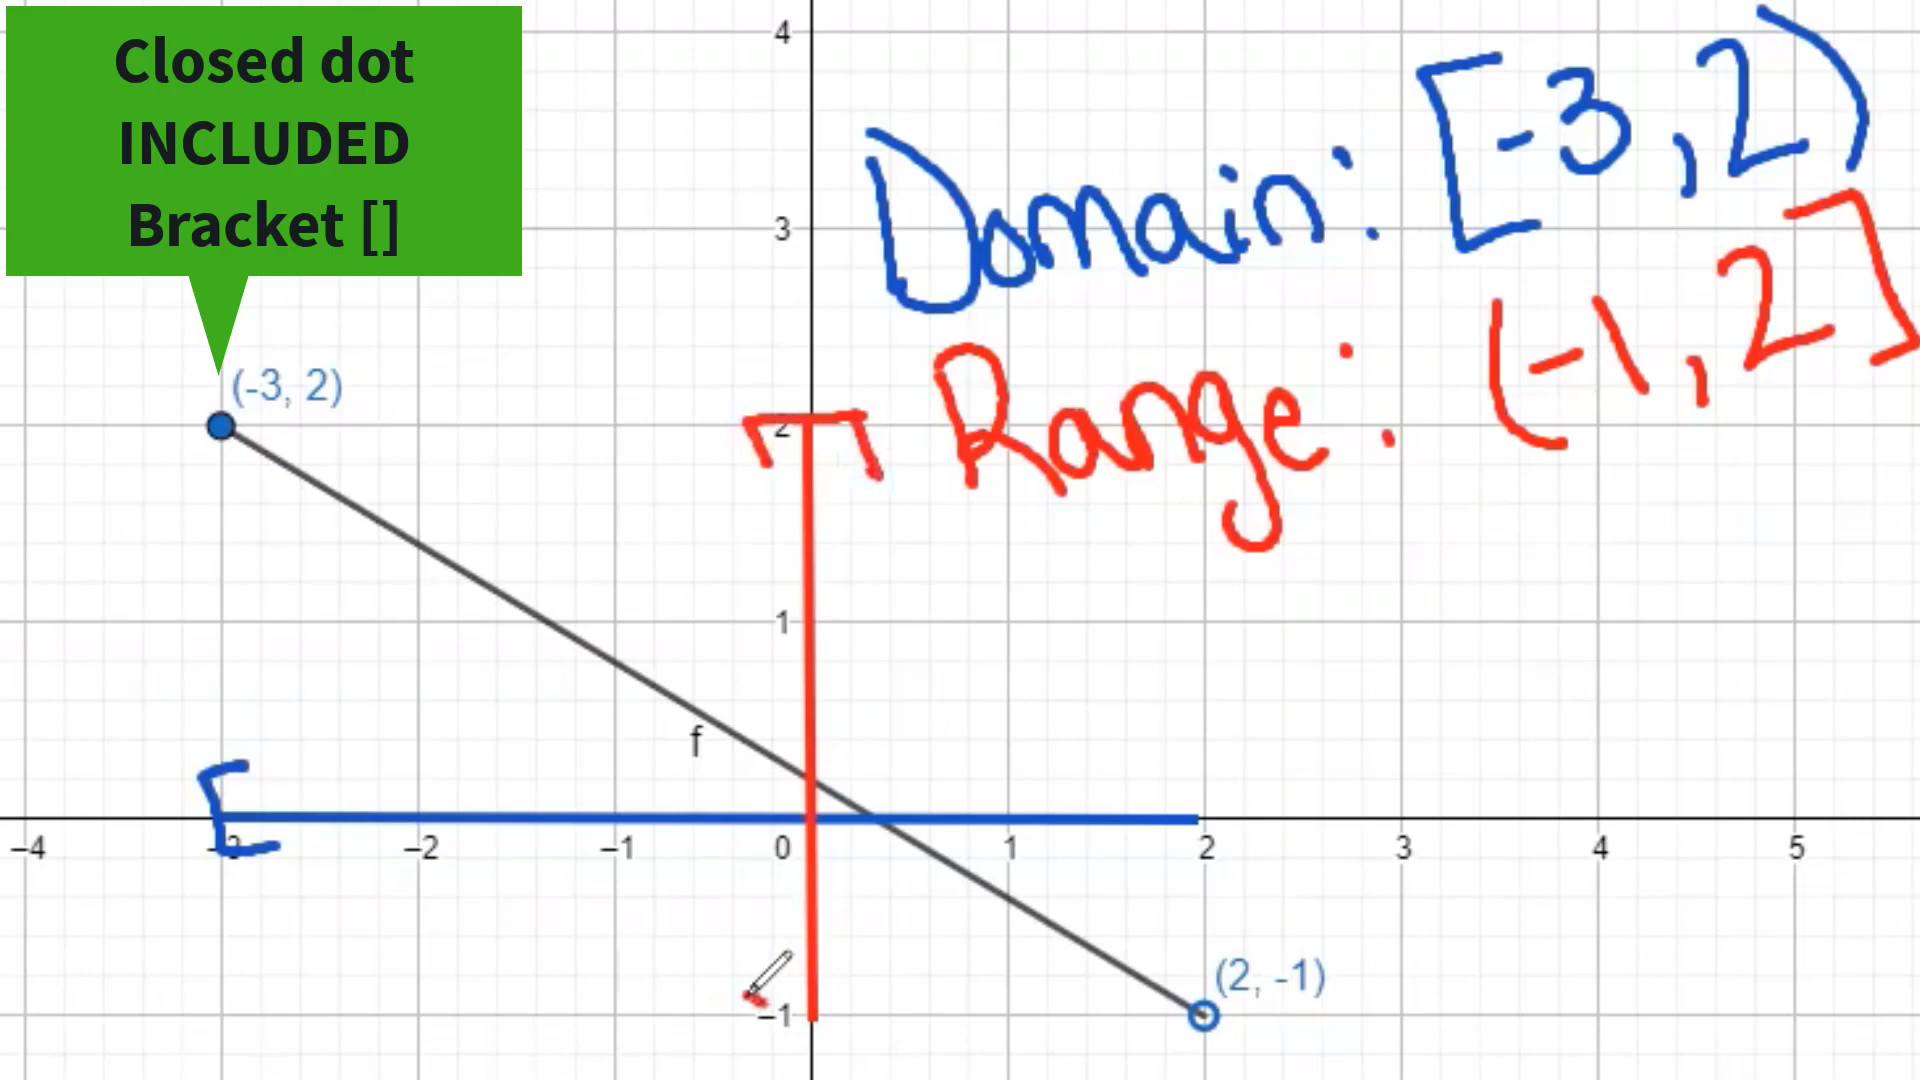 Closed dot
INCLUDED
Bracket []
Domain: [-3, 2)
Range: (-1, 2]
(-3, 2)
(2, -1)
f
4
3
2
1
−1
−4 −3 −2 −1 0 1 2 3 4 5